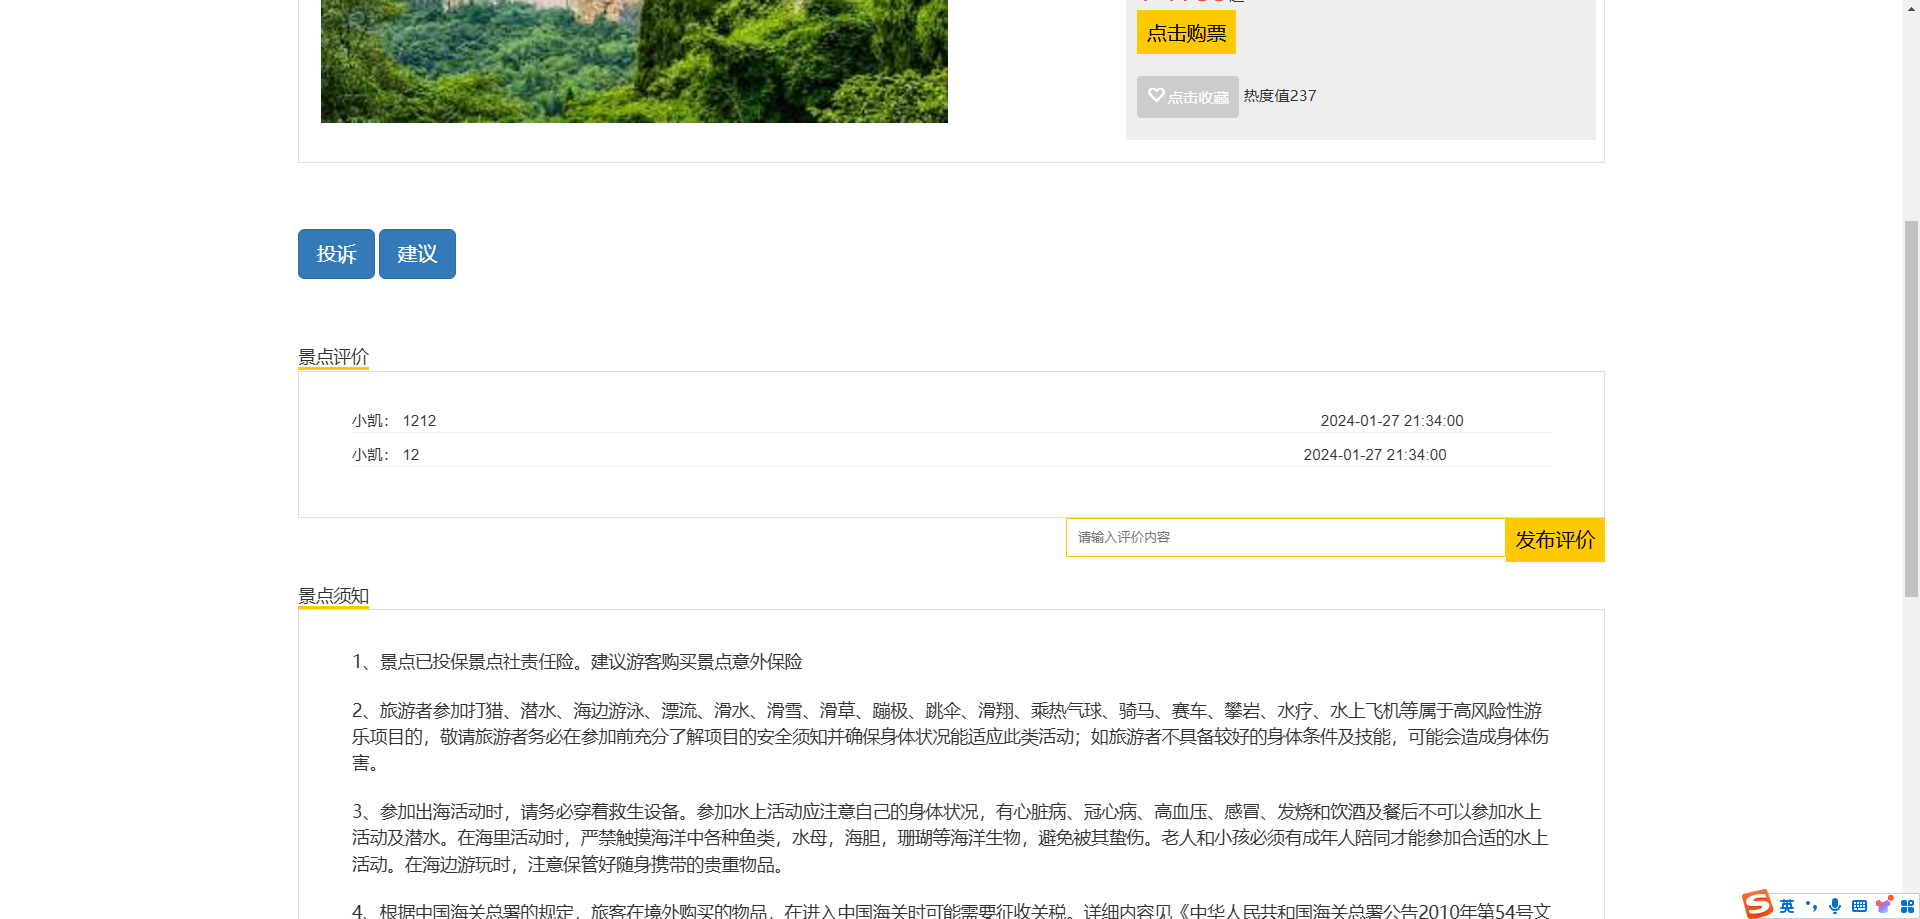 点击购票
点击收藏 热度值237
投诉 建议
景点评价
小凯： 1212 2024-01-27 21:34:00
小凯： 12 2024-01-27 21:34:00
请输入评价内容 发布评价
景点须知
1、景点已投保景点社责任险。建议游客购买景点意外保险
2、旅游者参加打猎、潜水、海边游泳、漂流、滑水、滑雪、滑草、蹦极、跳伞、滑翔、乘热气球、骑马、赛车、攀岩、水疗、水上飞机等属于高风险性游
乐项目的，敬请旅游者务必在参加前充分了解项目的安全须知并确保身体状况能适应此类活动；如旅游者不具备较好的身体条件及技能，可能会造成身体伤
害。
3、参加出海活动时，请务必穿着救生设备。参加水上活动应注意自己的身体状况，有心脏病、冠心病、高血压、感冒、发烧和饮酒及餐后不可以参加水上
活动及潜水。在海里活动时，严禁触摸海洋中各种鱼类，水母，海胆，珊瑚等海洋生物，避免被其蛰伤。老人和小孩必须有成年人陪同才能参加合适的水上
活动。在海边游玩时，注意保管好随身携带的贵重物品。
4、根据中国海关总署的规定，旅客在境外购买的物品，在进入中国海关时可能需要征收关税。详细内容见《中华人民共和国海关总署公告2010年第54号文
英